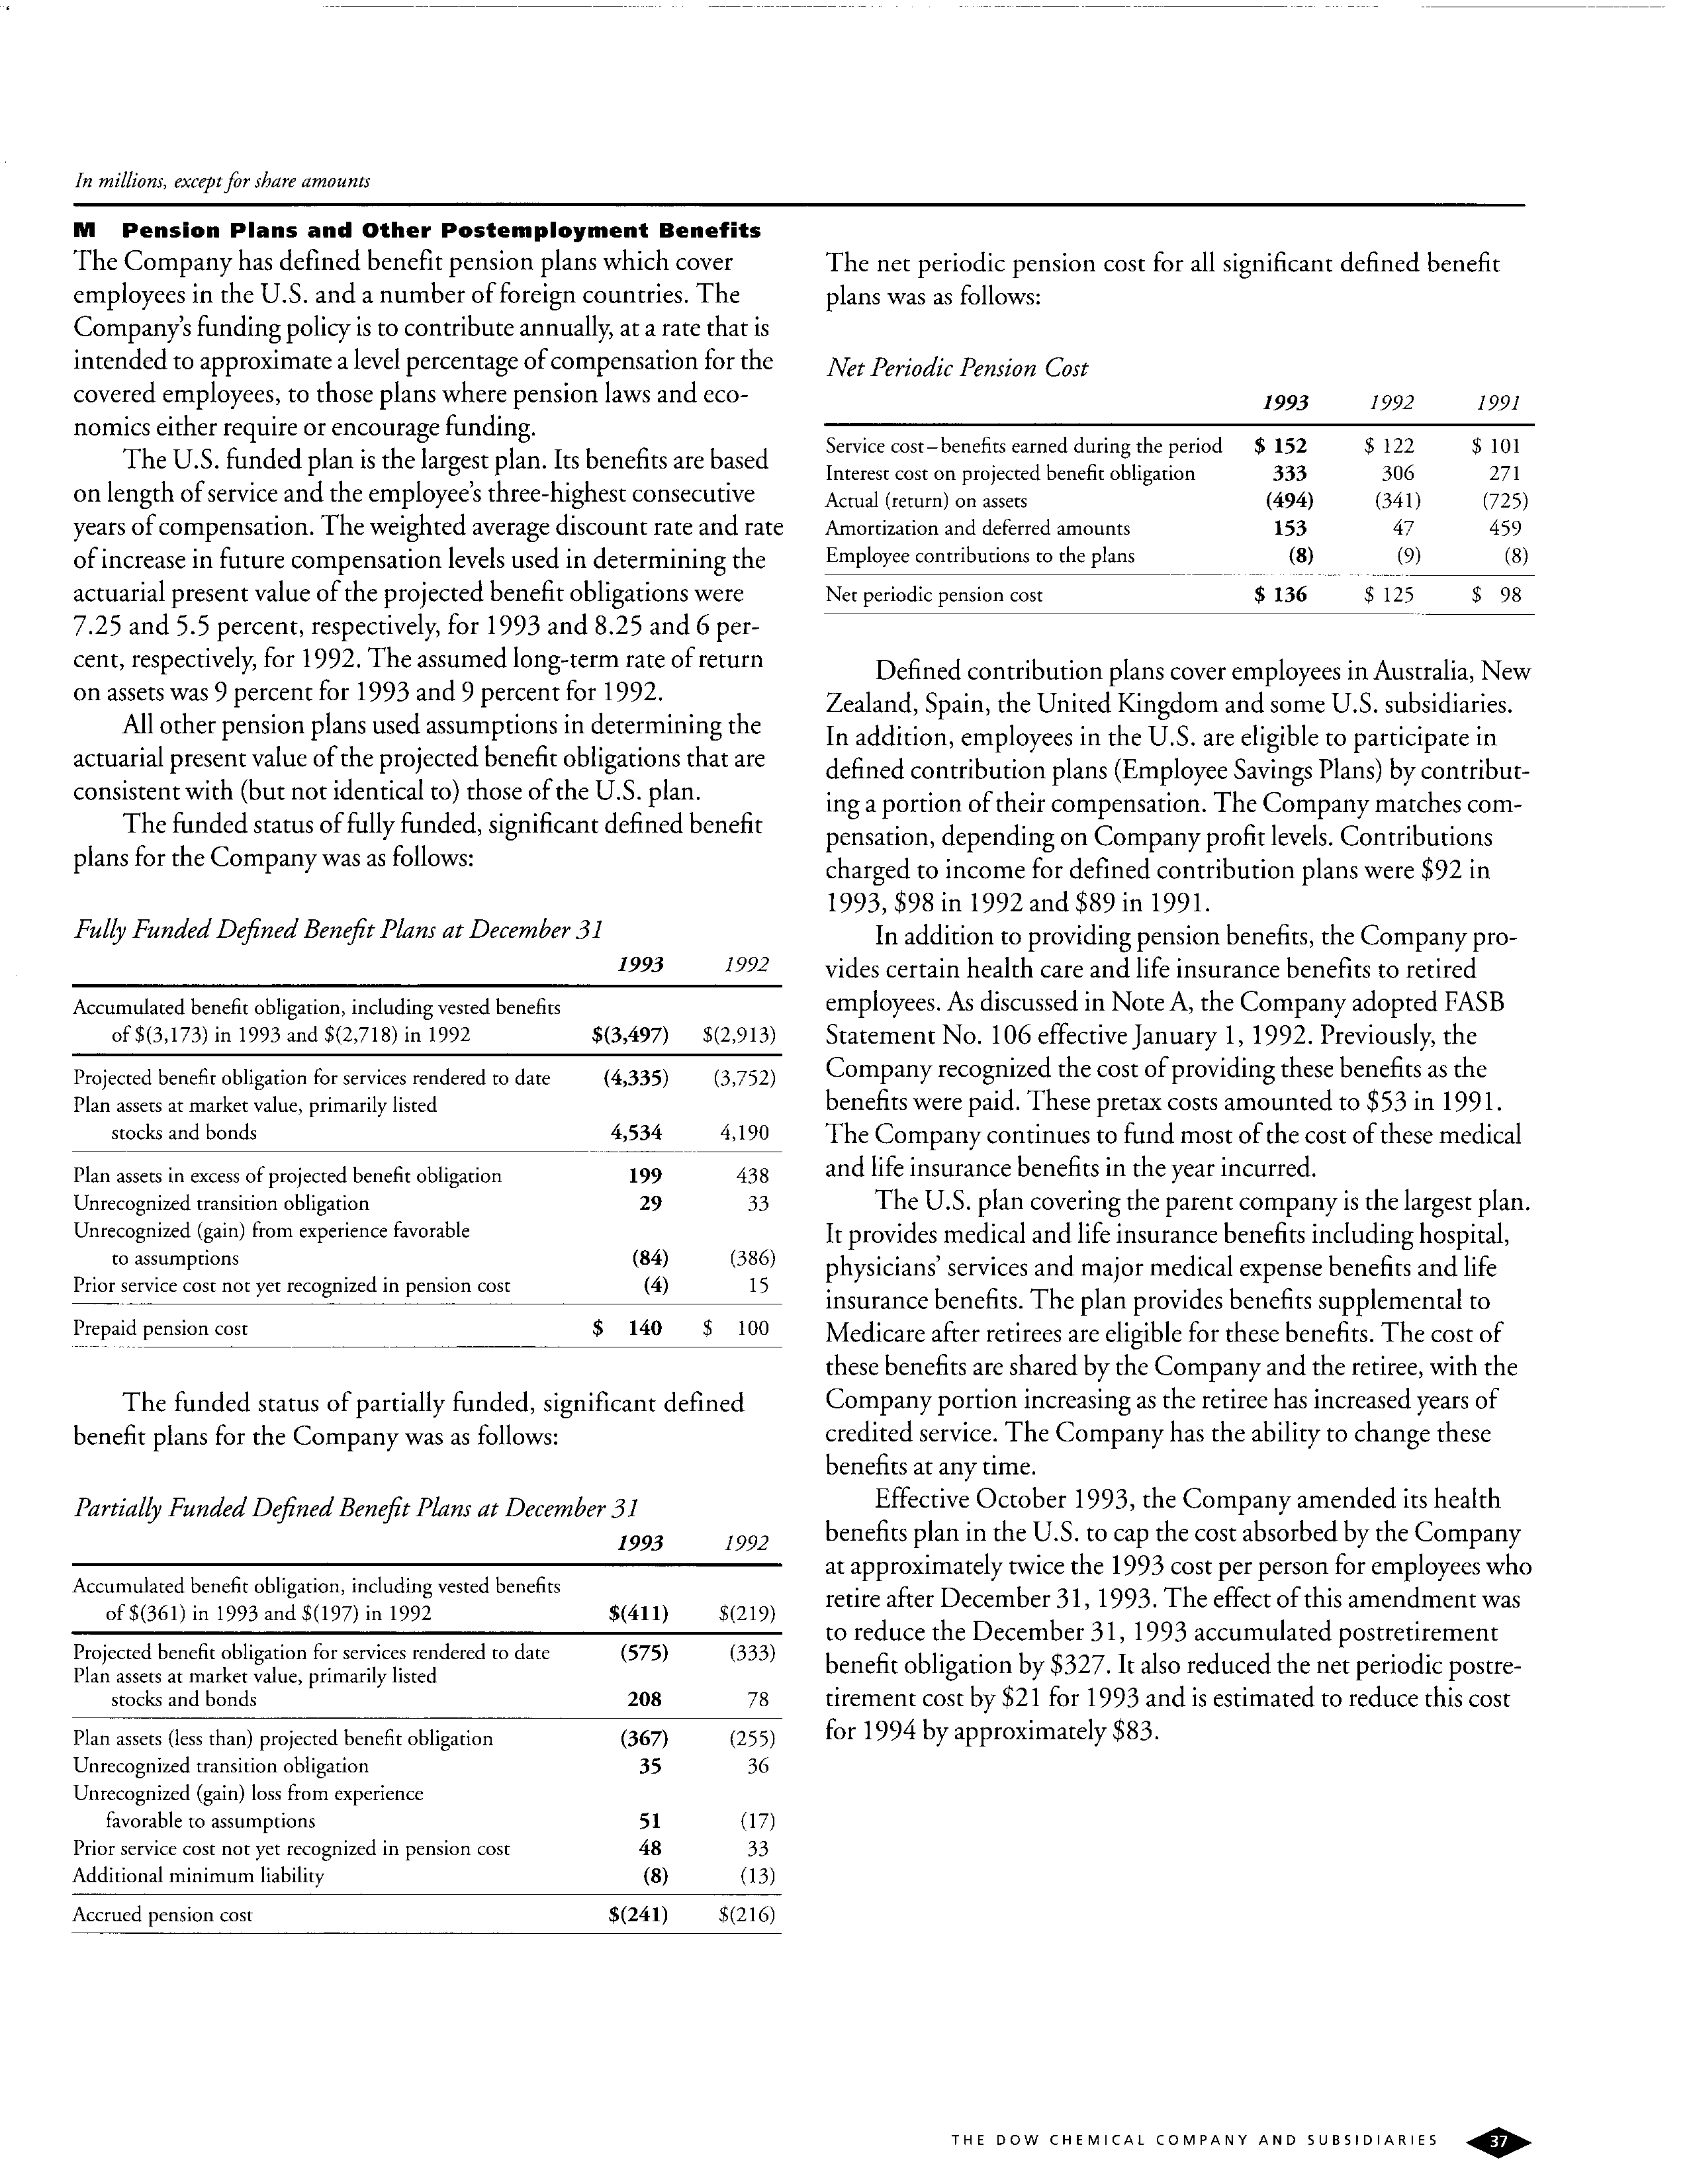 In millions, except for share amounts
M Pension Plans and Other Postemployment Benefits
The Company has defined benefit pension plans which cover
employees in the U.S. and a number of foreign countries. The
Company's funding policy is to contribute annually, at a rate that is
intended to approximate a level percentage of compensation for the
covered employees, to those plans where pension laws and eco-
nomics either require or encourage funding.
The U.S. funded plan is the largest plan. Its benefits are based
on length of service and the employee's three-highest consecutive
years of compensation. The weighted average discount rate and rate
of increase in future compensation levels used in determining the
actuarial present value of the projected benefit obligations were
7.25 and 5.5 percent, respectively, for 1993 and 8.25 and 6 per-
cent, respectively, for 1992. The assumed long-term rate of return
on assets was 9 percent for 1993 and 9 percent for 1992.
All other pension plans used assumptions in determining the
actuarial present value of the projected benefit obligations that are
consistent with (but not identical to) those of the U.S. plan.
The funded status of fully funded, significant defined benefit
plans for the Company was as follows:
Fully Funded Defined Benefit Plans at December 31
1993 1992
Accumulated benefit obligation, including vested benefits
of $(3,173) in 1993 and $(2,718) in 1992 $(3,497) $(2,913)
Projected benefit obligation for services rendered to date (4,335) (3,752)
Plan assets at market value, primarily listed
stocks and bonds 4,534 4,190
Plan assets in excess of projected benefit obligation 199 438
Unrecognized transition obligation 29 33
Unrecognized (gain) from experience favorable
to assumptions (84) (386)
Prior service cost not yet recognized in pension cost (4) 15
Prepaid pension cost $ 140 $ 100
The funded status of partially funded, significant defined
benefit plans for the Company was as follows:
Partially Funded Defined Benefit Plans at December 31
1993 1992
Accumulated benefit obligation, including vested benefits
of $(361) in 1993 and $(197) in 1992 $(411) $(219)
Projected benefit obligation for services rendered to date (575) (333)
Plan assets at market value, primarily listed
stocks and bonds 208 78
Plan assets (less than) projected benefit obligation (367) (255)
Unrecognized transition obligation 35 36
Unrecognized (gain) loss from experience
favorable to assumptions 51 (17)
Prior service cost not yet recognized in pension cost 48 33
Additional minimum liability (8) (13)
Accrued pension cost $(241) $(216)
The net periodic pension cost for all significant defined benefit
plans was as follows:
Net Periodic Pension Cost
1993 1992 1991
Service cost–benefits earned during the period $ 152 $ 122 $ 101
Interest cost on projected benefit obligation 333 306 271
Actual (return) on assets (494) (341) (725)
Amortization and deferred amounts 153 47 459
Employee contributions to the plans (8) (9) (8)
Net periodic pension cost $ 136 $ 125 $ 98
Defined contribution plans cover employees in Australia, New
Zealand, Spain, the United Kingdom and some U.S. subsidiaries.
In addition, employees in the U.S. are eligible to participate in
defined contribution plans (Employee Savings Plans) by contribut-
ing a portion of their compensation. The Company matches com-
pensation, depending on Company profit levels. Contributions
charged to income for defined contribution plans were $92 in
1993, $98 in 1992 and $89 in 1991.
In addition to providing pension benefits, the Company pro-
vides certain health care and life insurance benefits to retired
employees. As discussed in Note A, the Company adopted FASB
Statement No. 106 effective January 1, 1992. Previously, the
Company recognized the cost of providing these benefits as the
benefits were paid. These pretax costs amounted to $53 in 1991.
The Company continues to fund most of the cost of these medical
and life insurance benefits in the year incurred.
The U.S. plan covering the parent company is the largest plan.
It provides medical and life insurance benefits including hospital,
physicians' services and major medical expense benefits and life
insurance benefits. The plan provides benefits supplemental to
Medicare after retirees are eligible for these benefits. The cost of
these benefits are shared by the Company and the retiree, with the
Company portion increasing as the retiree has increased years of
credited service. The Company has the ability to change these
benefits at any time.
Effective October 1993, the Company amended its health
benefits plan in the U.S. to cap the cost absorbed by the Company
at approximately twice the 1993 cost per person for employees who
retire after December 31, 1993. The effect of this amendment was
to reduce the December 31, 1993 accumulated postretirement
benefit obligation by $327. It also reduced the net periodic postre-
tirement cost by $21 for 1993 and is estimated to reduce this cost
for 1994 by approximately $83.
THE DOW CHEMICAL COMPANY AND SUBSIDIARIES 37